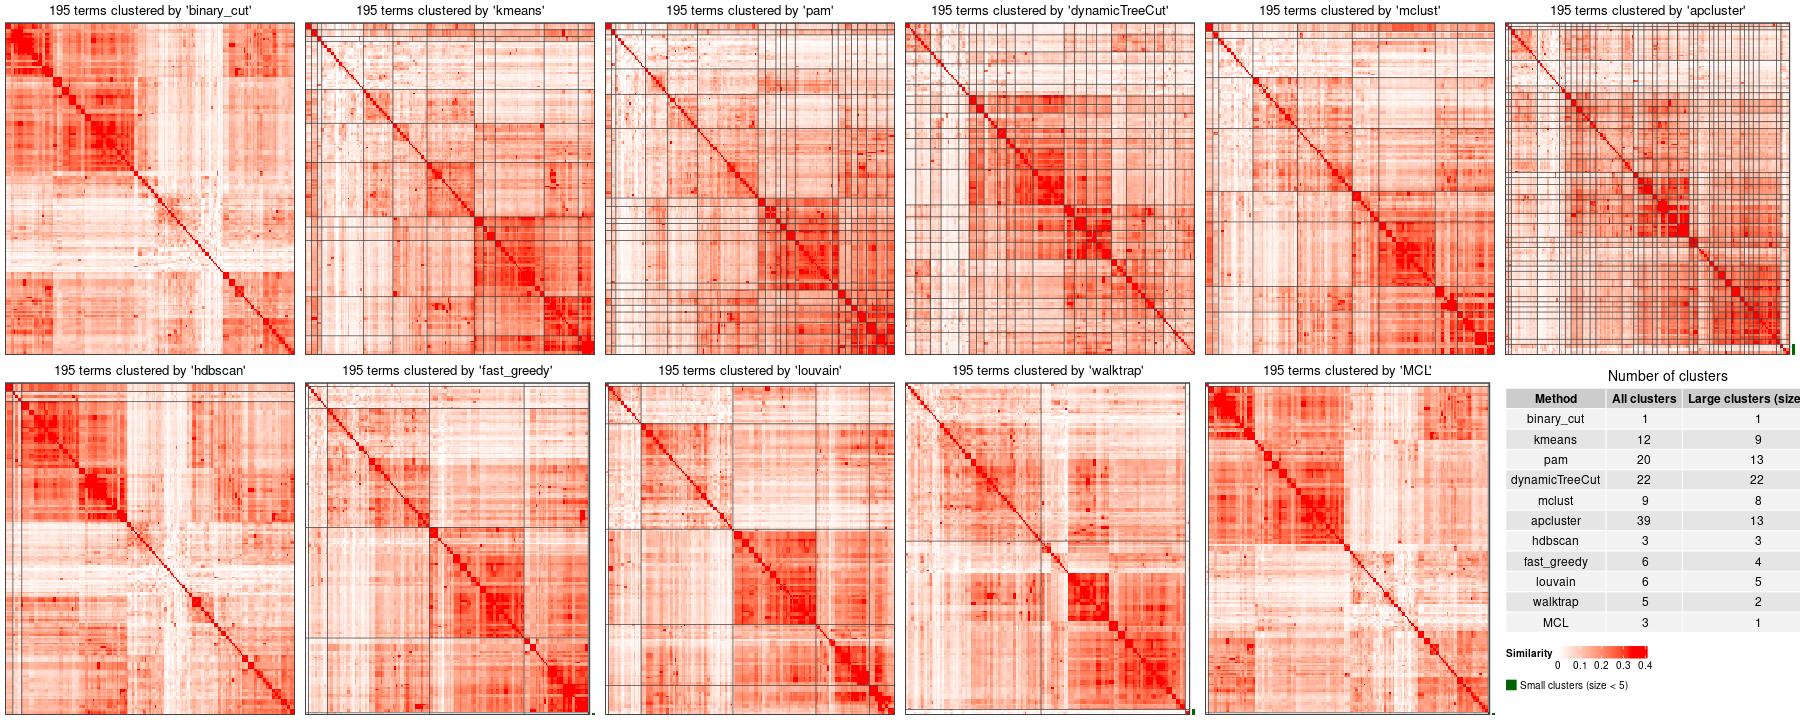 195 terms clustered by 'binary_cut'
195 terms clustered by 'kmeans'
195 terms clustered by 'pam'
195 terms clustered by 'dynamicTreeCut'
195 terms clustered by 'mclust'
195 terms clustered by 'apcluster'
195 terms clustered by 'hdbscan'
195 terms clustered by 'fast_greedy'
195 terms clustered by 'louvain'
195 terms clustered by 'walktrap'
195 terms clustered by 'MCL'
Number of clusters
Method All clusters Large clusters (size
binary_cut 1 1
kmeans 12 9
pam 20 13
dynamicTreeCut 22 22
mclust 9 8
apcluster 39 13
hdbscan 3 3
fast_greedy 6 4
louvain 6 5
walktrap 5 2
MCL 3 1
Similarity
0 0.1 0.2 0.3 0.4
Small clusters (size < 5)